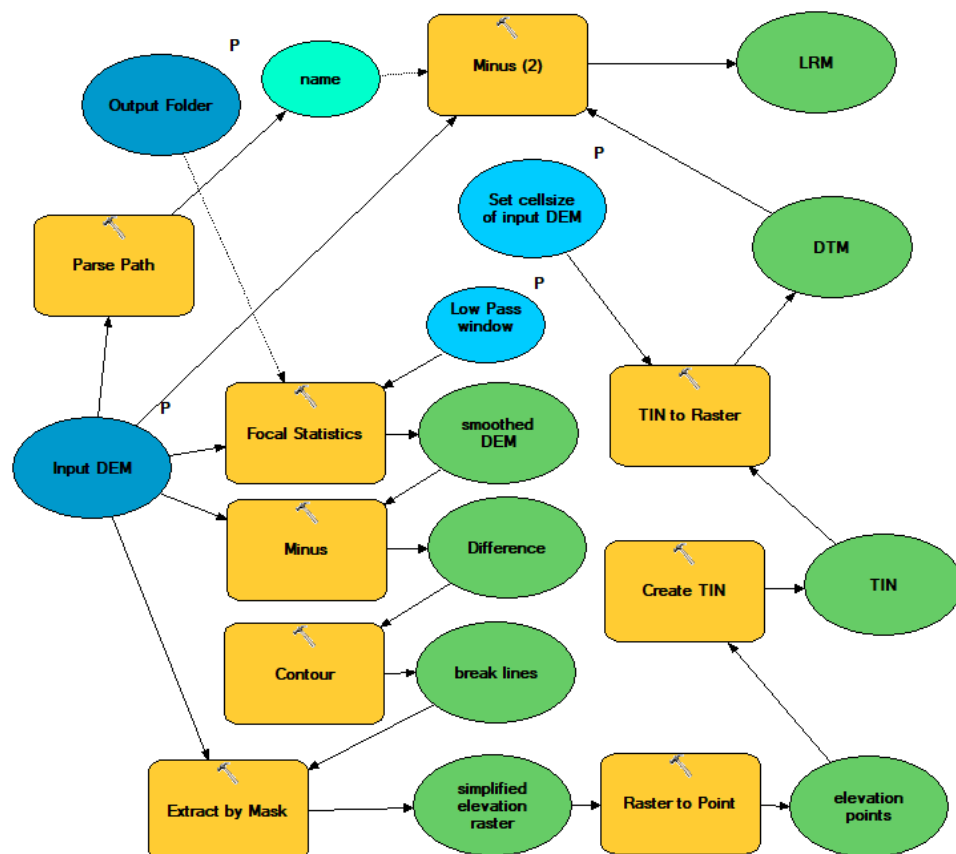 P
Output Folder
name
Minus (2)
LRM
P
Set cellsize
of input DEM
DTM
Parse Path
P
Low Pass
window
P
Input DEM
Focal Statistics
smoothed
DEM
TIN to Raster
Minus
Difference
Create TIN
TIN
Contour
break lines
Extract by Mask
simplified
elevation
raster
Raster to Point
elevation
points